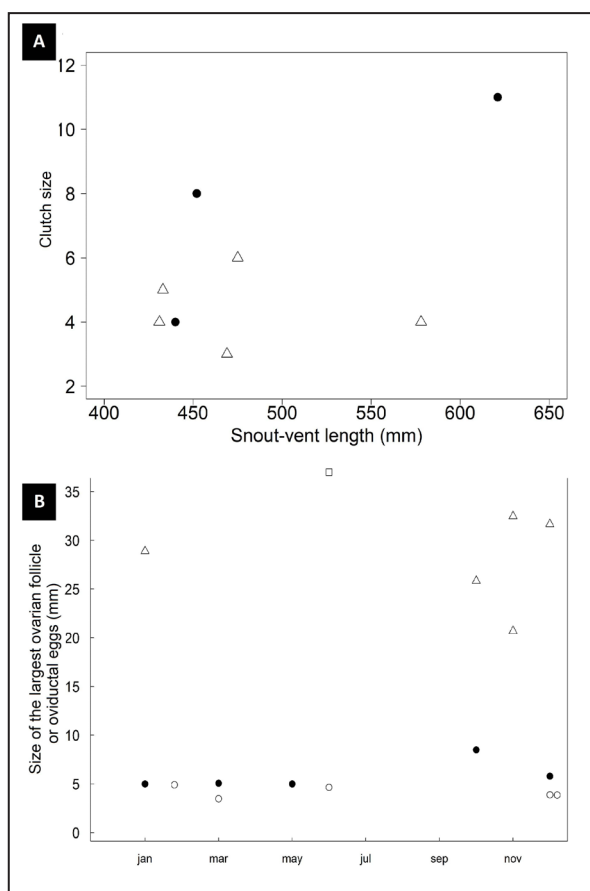 A
12
10
8
6
4
2
Clutch size
400 450 500 550 600 650
Snout-vent length (mm)
B
35
30
25
20
15
10
5
0
Size of the largest ovarian follicle
or oviductal eggs (mm)
jan mar may jul sep nov